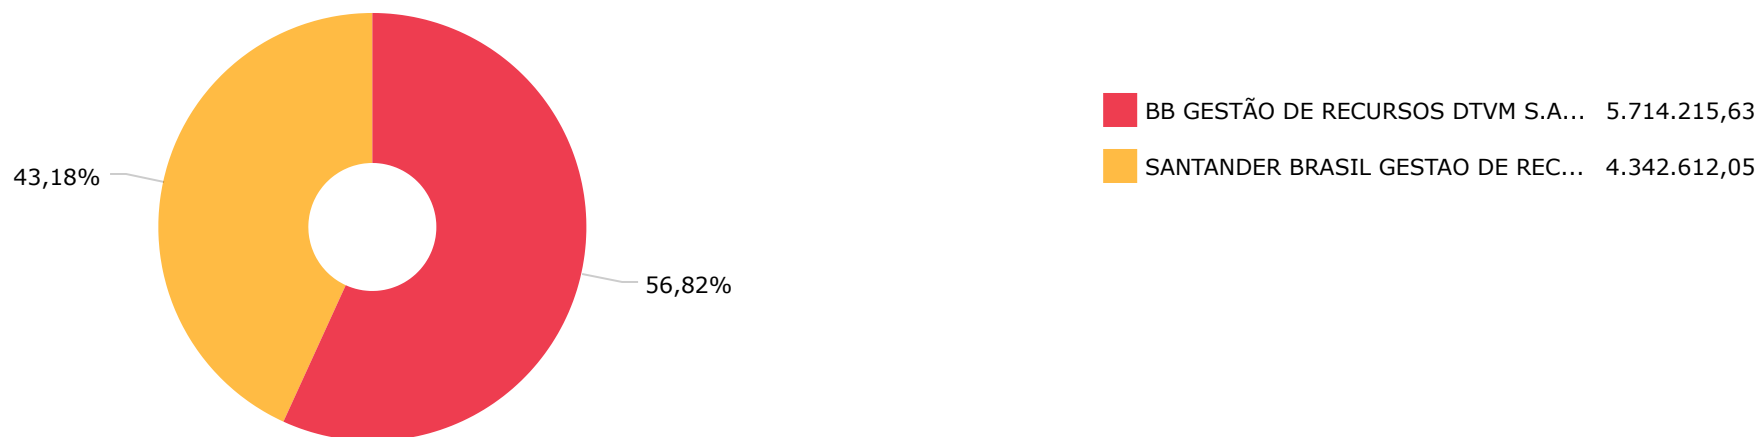 43,18%
56,82%
BB GESTÃO DE RECURSOS DTVM S.A... 5.714.215,63
SANTANDER BRASIL GESTAO DE REC... 4.342.612,05